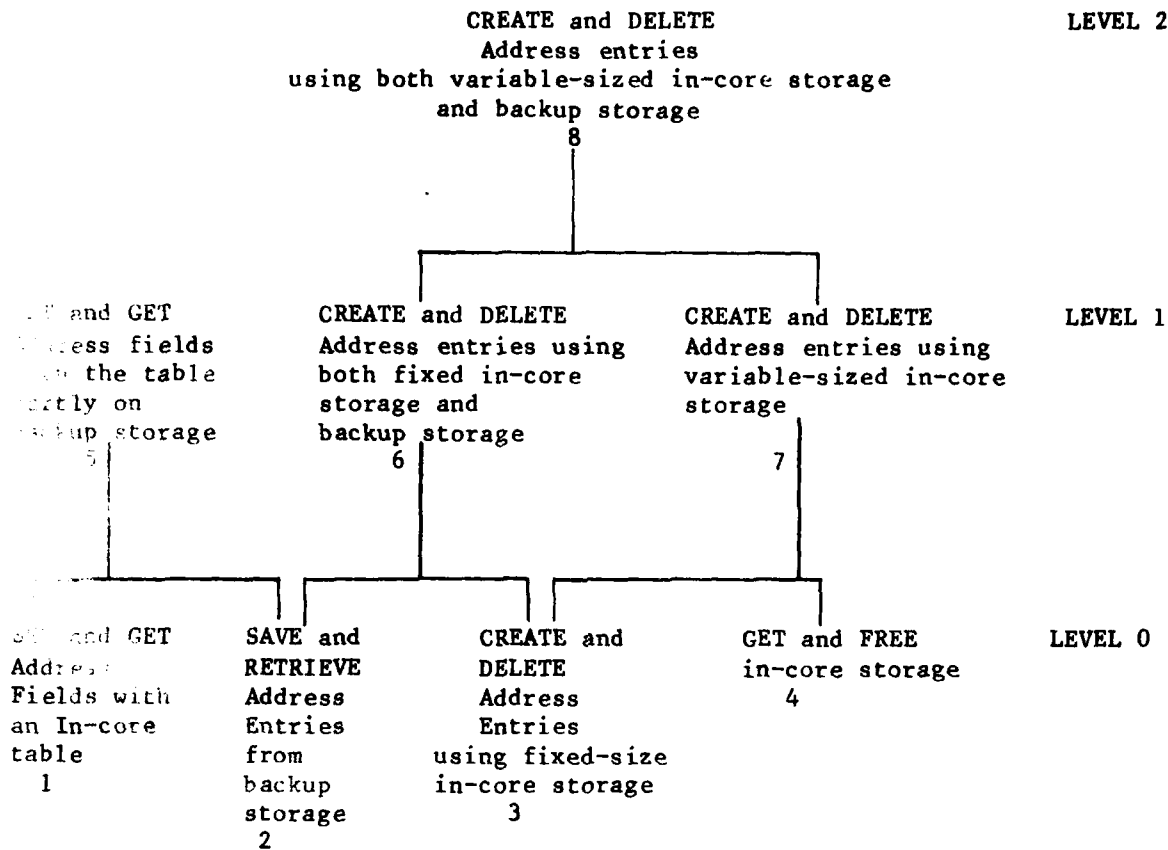 CREATE and DELETE
Address entries
using both variable-sized in-core storage
and backup storage
8
LEVEL 2
and GET
fields
the table
on
storage
5
CREATE and DELETE
Address entries using
both fixed in-core
storage and
backup storage
6
CREATE and DELETE
Address entries using
variable-sized in-core
storage
7
LEVEL 1
and GET
Fields with
an In-core
table
1
SAVE and
RETRIEVE
Address
Entries
from
backup
storage
2
CREATE and
DELETE
Address
Entries
using fixed-size
in-core storage
3
GET and FREE
in-core storage
4
LEVEL 0